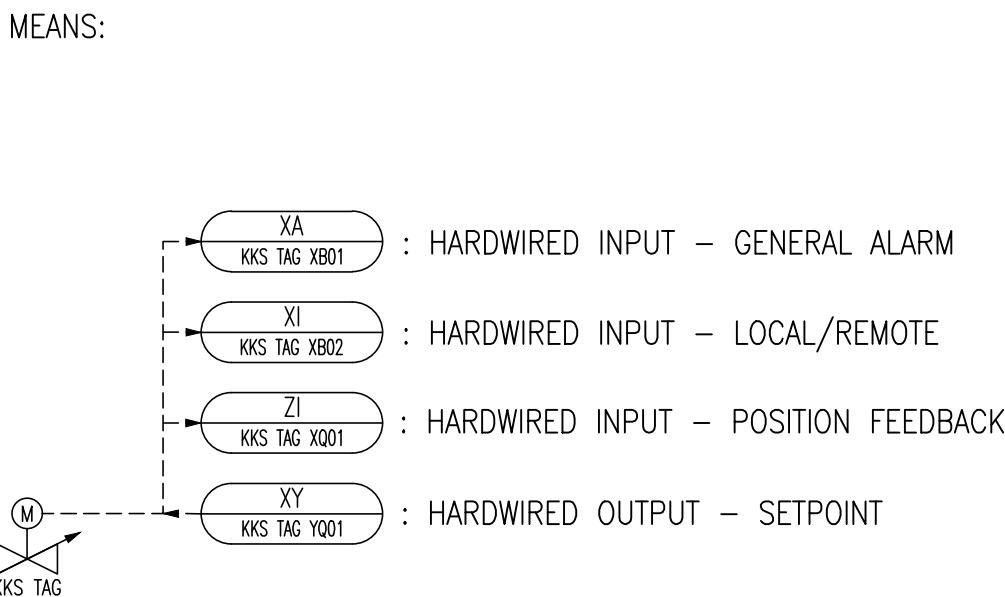 MEANS:
XA
KKS TAG XB01
: HARDWIRED INPUT – GENERAL ALARM
XI
KKS TAG XB02
: HARDWIRED INPUT – LOCAL/REMOTE
ZI
KKS TAG XQ01
: HARDWIRED INPUT – POSITION FEEDBACK
XY
KKS TAG YQ01
: HARDWIRED OUTPUT – SETPOINT
M
KKS TAG